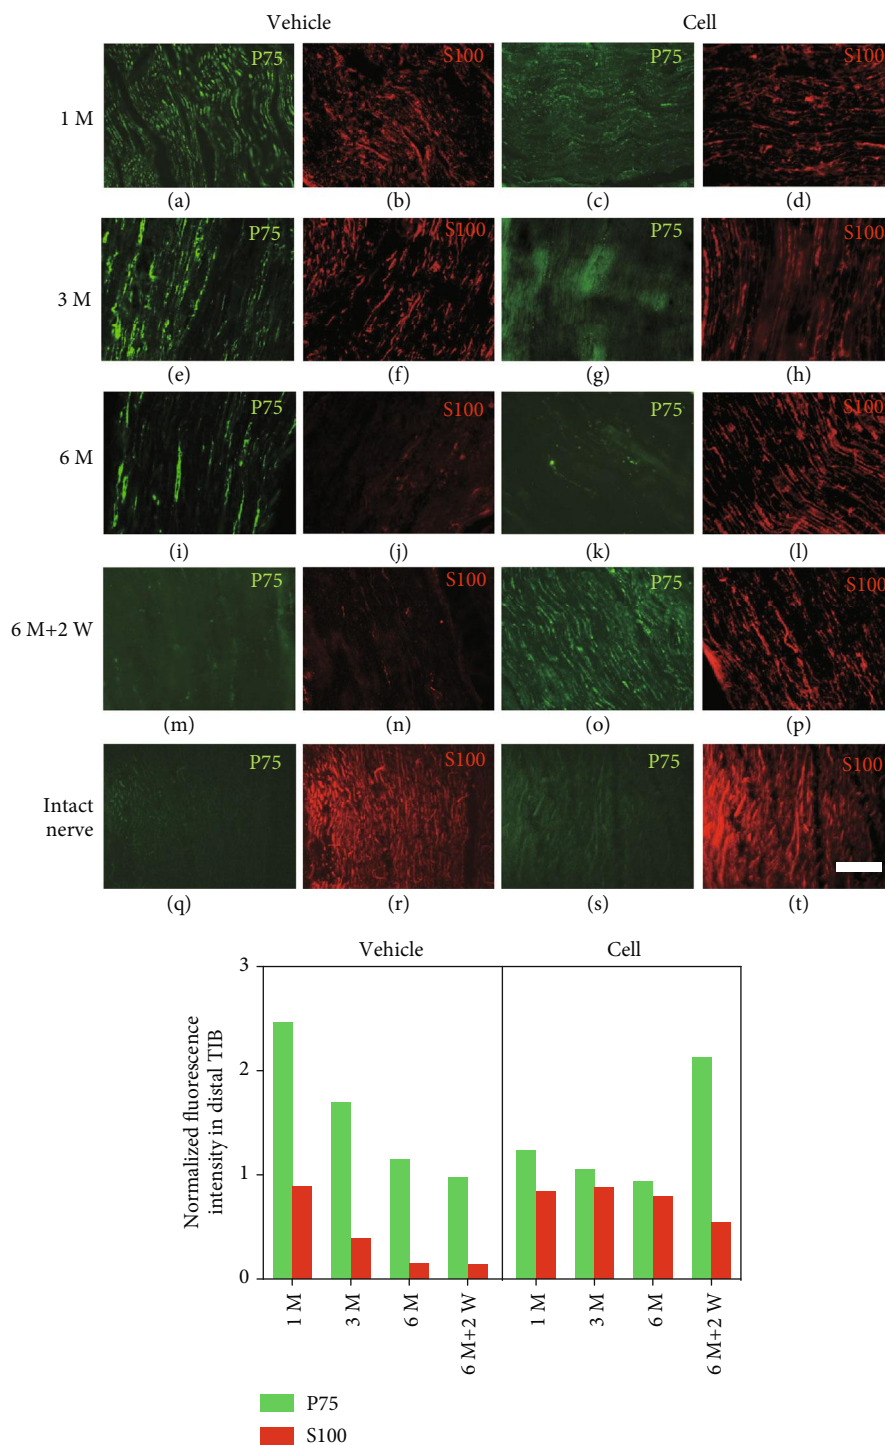 Vehicle Cell
1 M
P75 S100 P75 S100
(a) (b) (c) (d)
3 M
P75 S100 P75 S100
(e) (f) (g) (h)
6 M
P75 S100 P75 S100
(i) (j) (k) (l)
6 M+2 W
P75 S100 P75 S100
(m) (n) (o) (p)
Intact
nerve
P75 S100 P75 S100
(q) (r) (s) (t)
Vehicle Cell
Normalized fluorescence
intensity in distal TIB
3
2
1
0
1 M 3 M 6 M 6 M+2 W 1 M 3 M 6 M 6 M+2 W
P75
S100